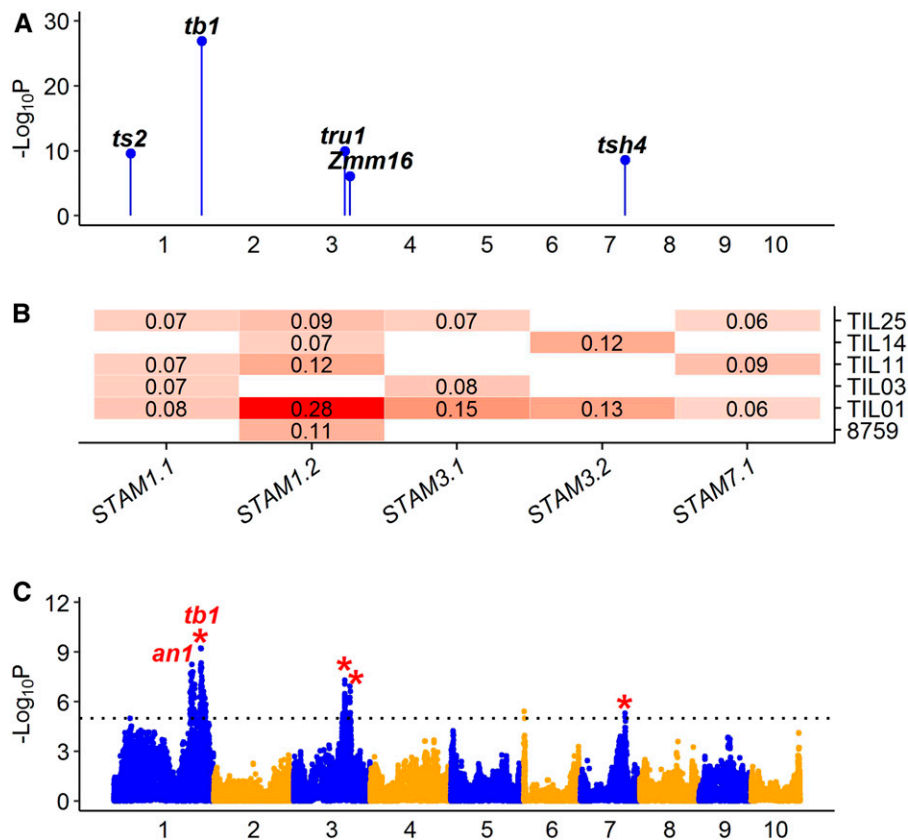 A
30
20
10
0
-Log10P
ts2
tb1
tru1
Zmm16
tsh4
1 2 3 4 5 6 7 8 9 10
B
0.07 0.09 0.07 0.06 TIL25
0.07 0.12 TIL14
0.07 0.12 0.09 TIL11
0.07 0.08 TIL03
0.08 0.28 0.15 0.13 0.06 TIL01
0.11 8759
STAM1.1 STAM1.2 STAM3.1 STAM3.2 STAM7.1
C
12
9
6
3
0
-Log10P
tb1
*
an1
* *
*
1 2 3 4 5 6 7 8 9 10